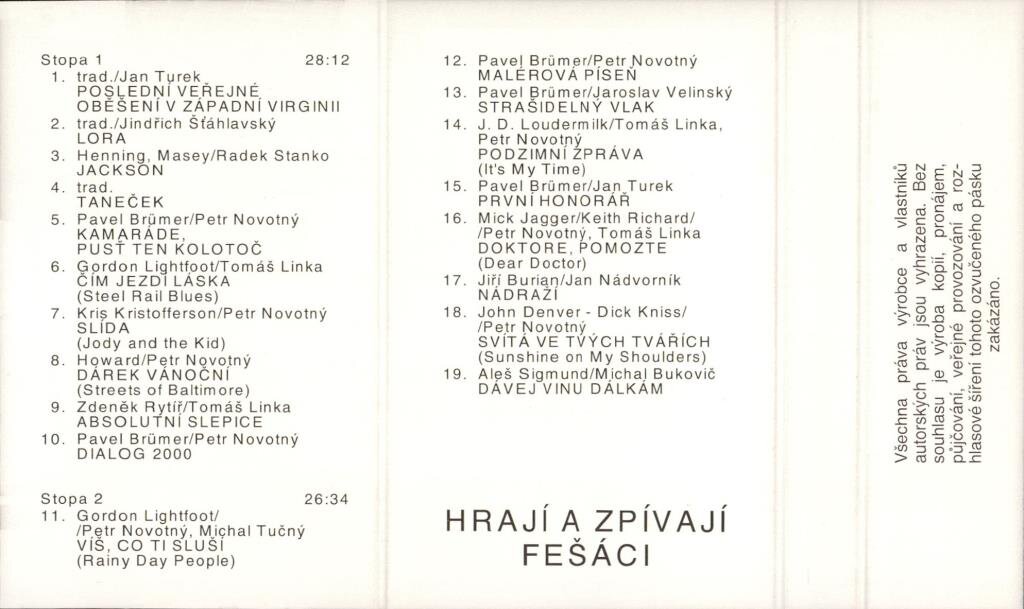 Stopa 1 28:12
1. trad./Jan Turek
POSLEDNÍ VEŘEJNÉ
OBĚŠENÍ V ZÁPADNÍ VIRGINII
2. trad./Jindřich Šťáhlavský
LORA
3. Henning, Masey/Radek Stanko
JACKSON
4. trad.
TANEČEK
5. Pavel Brümer/Petr Novotný
KAMARÁDE,
PUSŤ TEN KOLOTOČ
6. Gordon Lightfoot/Tomáš Linka
ČÍM JEZDÍ LÁSKA
(Steel Rail Blues)
7. Kris Kristofferson/Petr Novotný
SLÍDA
(Jody and the Kid)
8. Howard/Petr Novotný
DÁREK VÁNOČNÍ
(Streets of Baltimore)
9. Zdeněk Rytíř/Tomáš Linka
ABSOLUTNÍ SLEPICE
10. Pavel Brümer/Petr Novotný
DIALOG 2000
Stopa 2 26:34
11. Gordon Lightfoot/
/Petr Novotný, Michal Tučný
VÍŠ, CO TI SLUŠÍ
(Rainy Day People)
12. Pavel Brümer/Petr Novotný
MALÉROVÁ PÍSEŇ
13. Pavel Brümer/Jaroslav Velinský
STRAŠIDELNÝ VLAK
14. J. D. Loudermilk/Tomáš Linka,
Petr Novotný
PODZIMNÍ ZPRÁVA
(It's My Time)
15. Pavel Brümer/Jan Turek
PRVNÍ HONORÁŘ
16. Mick Jagger/Keith Richard/
/Petr Novotný, Tomáš Linka
DOKTORE, POMOZTE
(Dear Doctor)
17. Jiří Burian/Jan Nádvorník
NÁDRAŽÍ
18. John Denver - Dick Kniss/
/Petr Novotný
SVÍTÁ VE TVÝCH TVÁŘÍCH
(Sunshine on My Shoulders)
19. Aleš Sigmund/Michal Bukovič
DÁVEJ VINU DÁLKÁM
HRAJÍ A ZPÍVAJÍ
FEŠÁCI
Všechna práva výrobce a vlastníků
autorských práv jsou vyhrazena. Bez
souhlasu je výroba kopií, pronájem,
půjčování, veřejné provozování a roz-
hlasové šíření tohoto ozvučeného pásku
zakázáno.